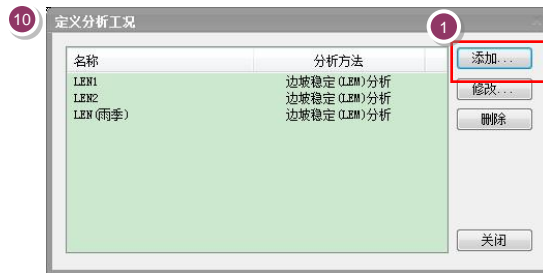 10
定义分析工况
1
名称 分析方法 添加...
LEN1 边坡稳定(LEM)分析 修改...
LEN2 边坡稳定(LEM)分析
LEN(雨季) 边坡稳定(LEM)分析 删除
关闭